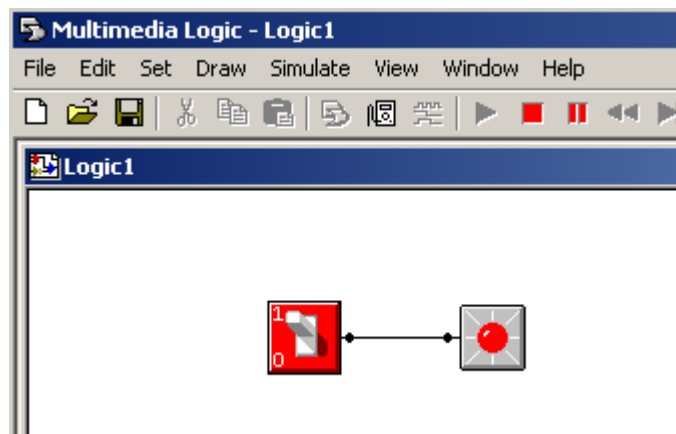 Multimedia Logic - Logic1
File Edit Set Draw Simulate View Window Help
Logic1
1
0